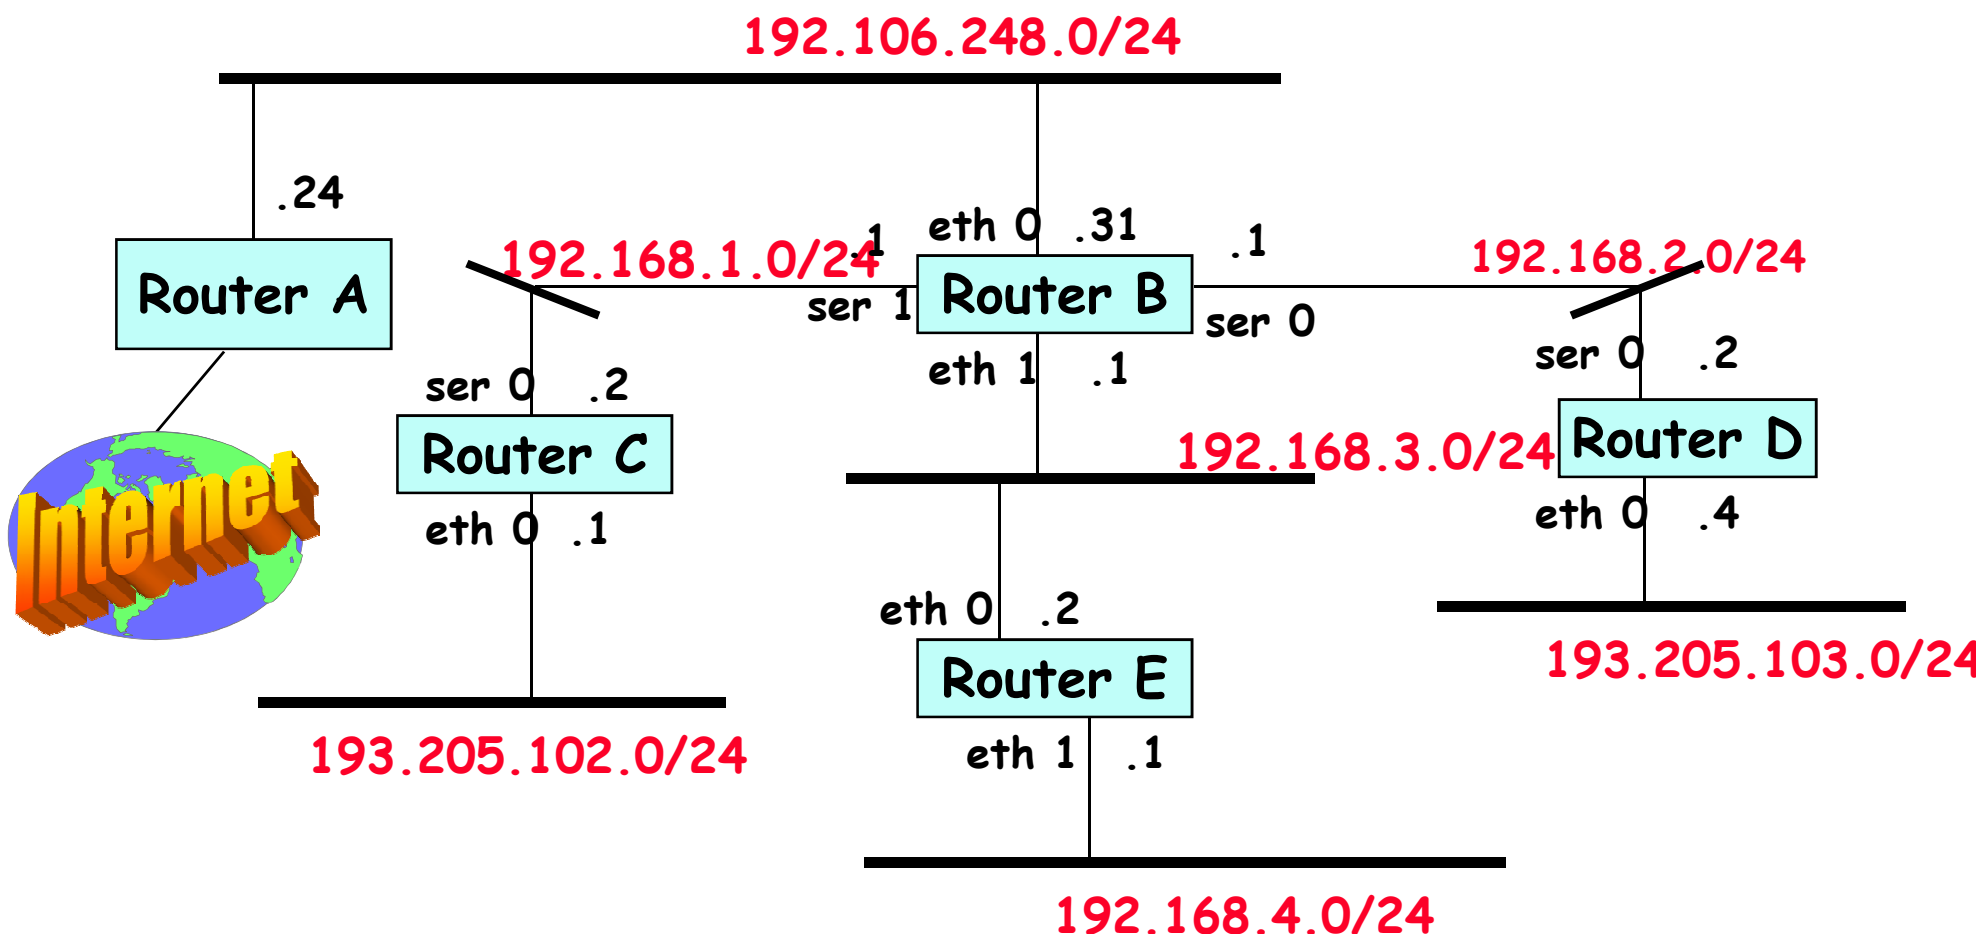 192.106.248.0/24
.24
eth 0 .31
.1
.1
192.168.1.0/24
192.168.2.0/24
Router A
Router B
ser 1
ser 0
eth 1 .1
ser 0 .2
ser 0 .2
Router C
192.168.3.0/24
Router D
Internet
eth 0 .1
eth 0 .4
eth 0 .2
Router E
193.205.103.0/24
193.205.102.0/24
eth 1 .1
192.168.4.0/24